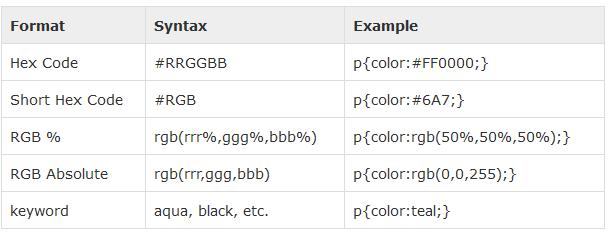 Format Syntax Example
Hex Code #RRGGBB p{color:#FF0000;}
Short Hex Code #RGB p{color:#6A7;}
RGB % rgb(rrr%,ggg%,bbb%) p{color:rgb(50%,50%,50%);}
RGB Absolute rgb(rrr,ggg,bbb) p{color:rgb(0,0,255);}
keyword aqua, black, etc. p{color:teal;}